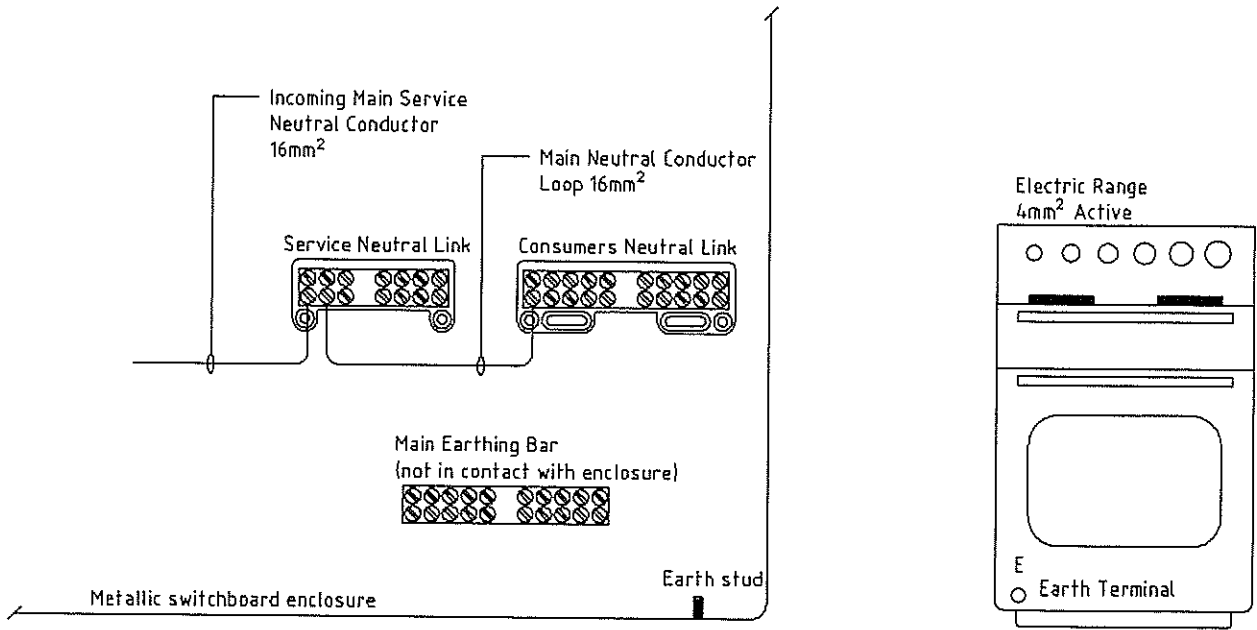 Incoming Main Service
Neutral Conductor
16mm²
Main Neutral Conductor
Loop 16mm²
Service Neutral Link
Consumers Neutral Link
Main Earthing Bar
(not in contact with enclosure)
Metallic switchboard enclosure
Earth stud
Electric Range
4mm² Active
E
Earth Terminal